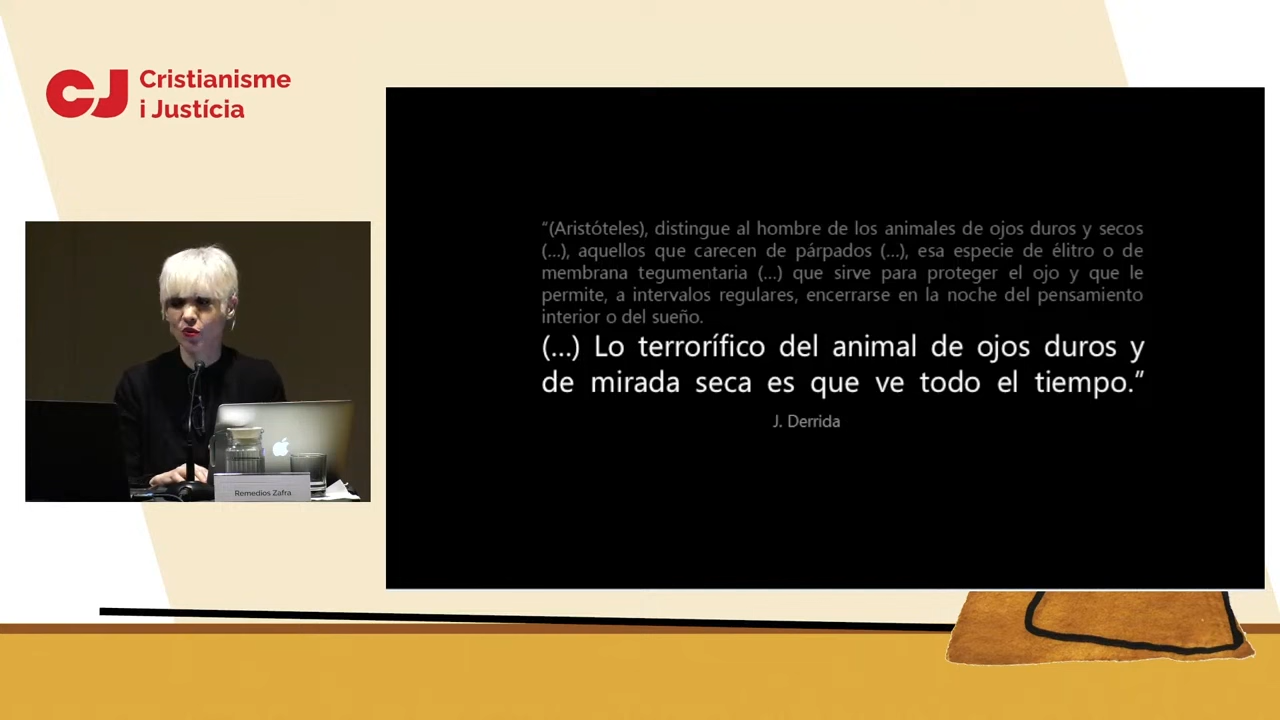 Cristianisme
i Justícia
“(Aristóteles), distingue al hombre de los animales de ojos duros y secos
(...), aquellos que carecen de párpados (...), esa especie de élitro o de
membrana tegumentaria (...) que sirve para proteger el ojo y que le
permite, a intervalos regulares, encerrarse en la noche del pensamiento
interior o del sueño.
(...) Lo terrorífico del animal de ojos duros y
de mirada seca es que ve todo el tiempo.”
J. Derrida
Remedios Zafra